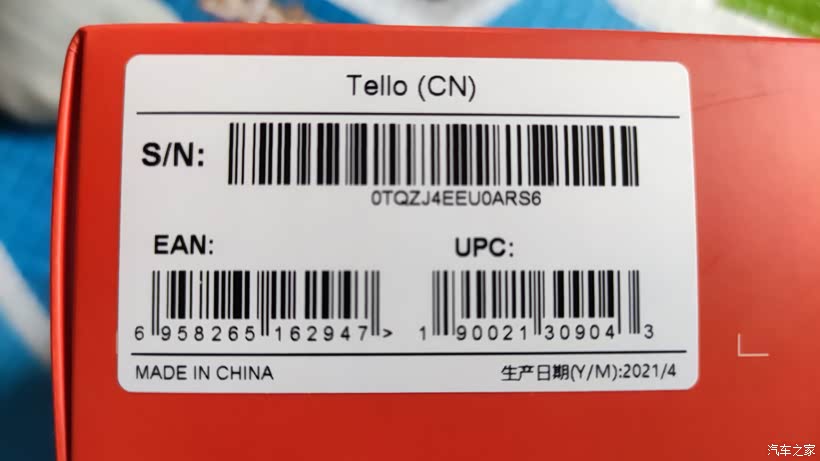 Tello (CN)
S/N:
0TQZJ4EEU0ARS6
EAN:
UPC:
6 958265 162947 >
1 90021 30904 3
MADE IN CHINA
生产日期(Y/M):2021/4
汽车之家